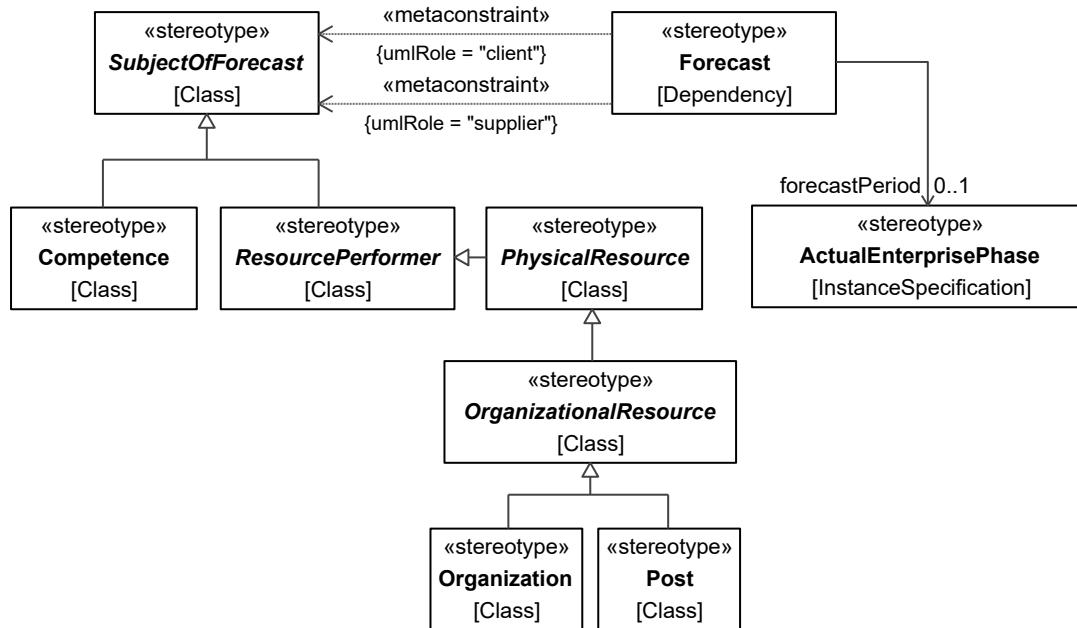 «stereotype»
SubjectOfForecast
[Class]
«metaconstraint»
{umlRole = "client"}
«metaconstraint»
{umlRole = "supplier"}
«stereotype»
Forecast
[Dependency]
forecastPeriod 0..1
«stereotype»
Competence
[Class]
«stereotype»
ResourcePerformer
[Class]
«stereotype»
PhysicalResource
[Class]
«stereotype»
ActualEnterprisePhase
[InstanceSpecification]
«stereotype»
OrganizationalResource
[Class]
«stereotype»
Organization
[Class]
«stereotype»
Post
[Class]